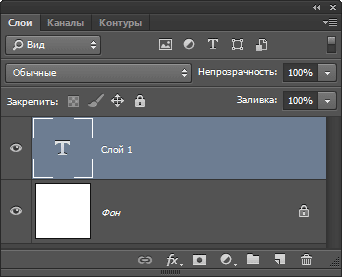 Слои Каналы Контуры
Вид T
Обычные Непрозрачность: 100%
Закрепить: Заливка: 100%
T Слой 1
Фон
fx